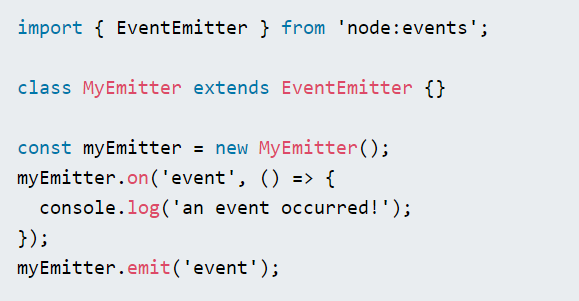 import { EventEmitter } from 'node:events';
class MyEmitter extends EventEmitter {}
const myEmitter = new MyEmitter();
myEmitter.on('event', () => {
  console.log('an event occurred!');
});
myEmitter.emit('event');